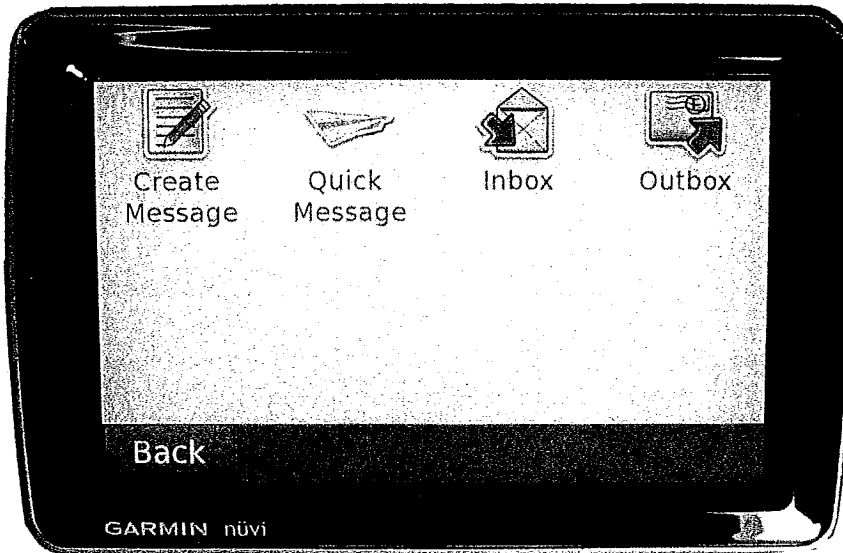 Create
Message
Quick
Message
Inbox
Outbox
Back
GARMIN nüvi